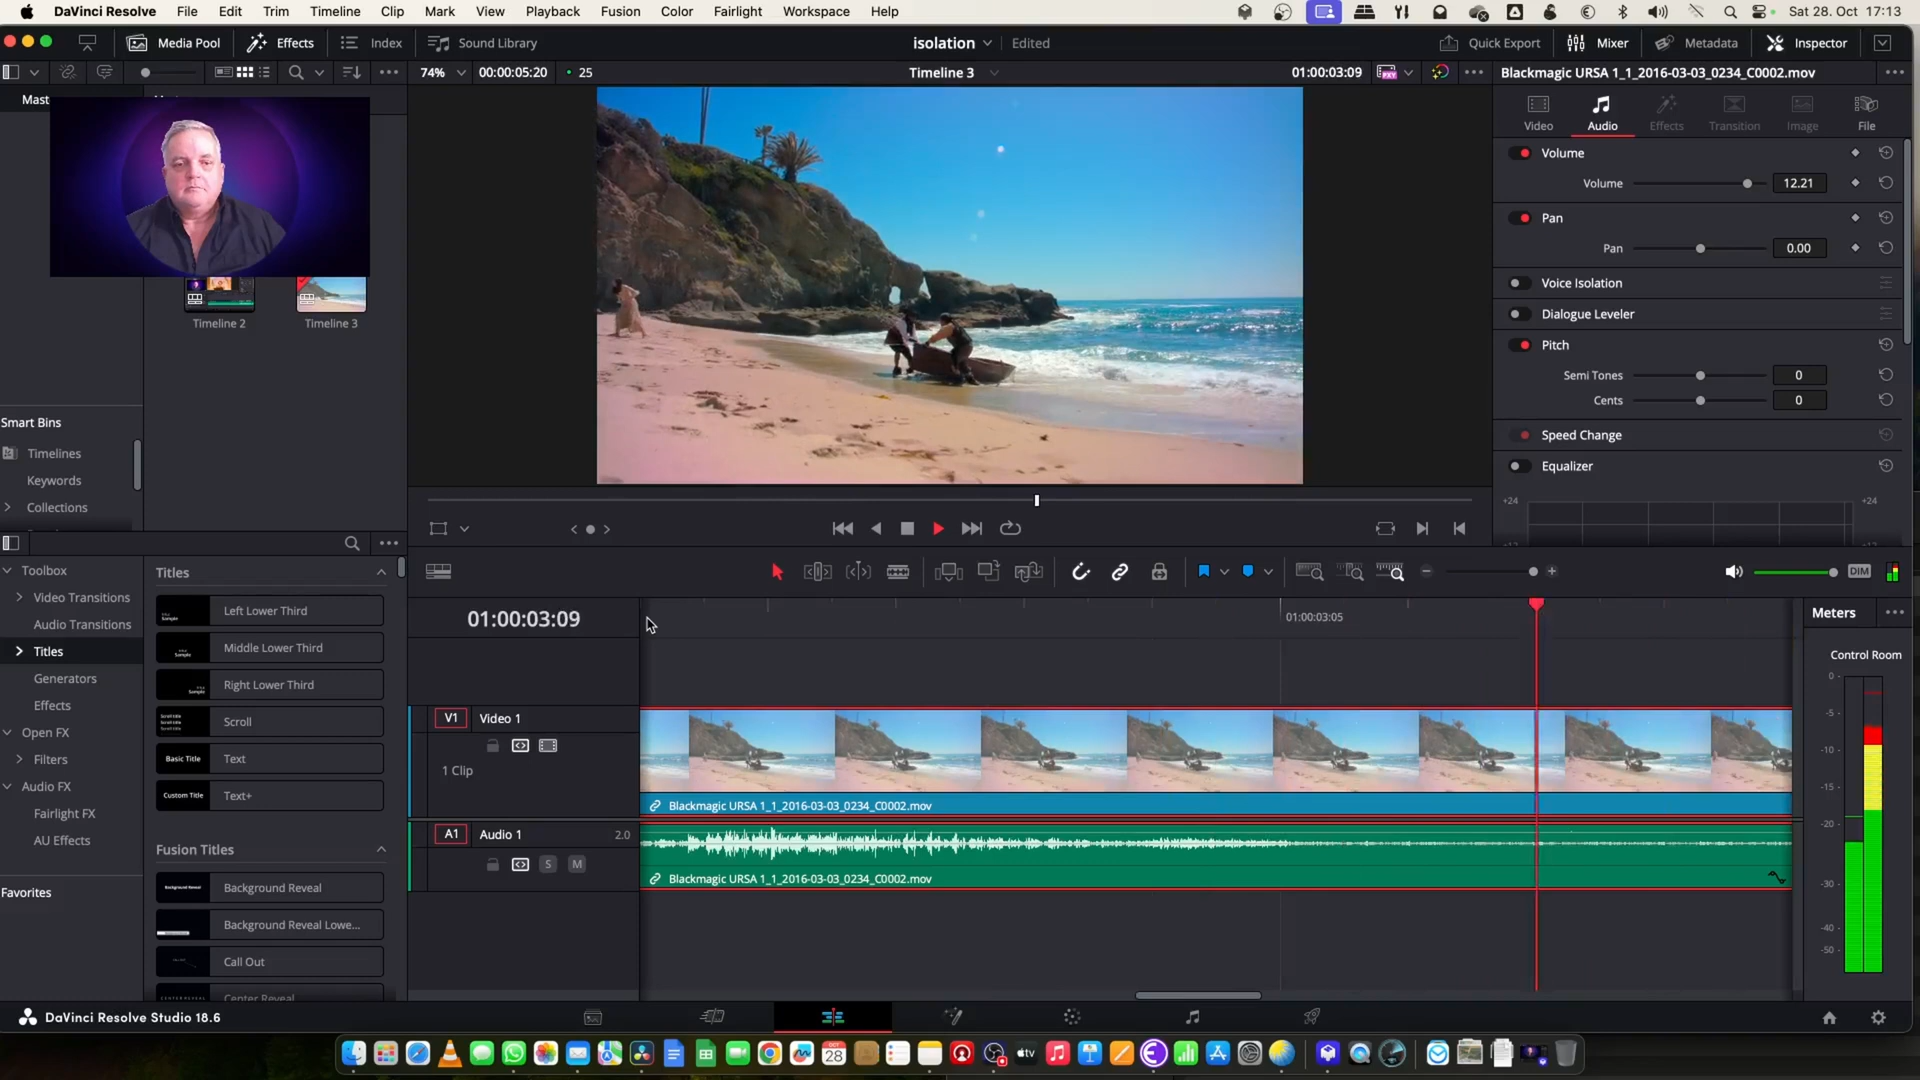 DaVinci Resolve File Edit Trim Timeline Clip Mark View Playback Fusion Color Fairlight Workspace Help
Sat 28. Oct 17:13
Media Pool Effects Index Sound Library
isolation Edited
Quick Export Mixer Metadata Inspector
74% 00:00:05:20 25
Timeline 3
01:00:03:09
Blackmagic URSA 1_1_2016-03-03_0234_C0002.mov
Mast
Timeline 2
Timeline 3
Video
Audio
Effects
Transition
Image
File
Volume
Volume 12.21
Pan
Pan 0.00
Voice Isolation
Dialogue Leveler
Pitch
Semi Tones 0
Cents 0
Speed Change
Equalizer
+24 +24
Smart Bins
Timelines
Keywords
Collections
Toolbox
Video Transitions
Audio Transitions
Titles
Generators
Effects
Open FX
Filters
Audio FX
Fairlight FX
AU Effects
Favorites
Titles
Left Lower Third
Middle Lower Third
Right Lower Third
Scroll
Basic Title Text
Custom Title Text+
Fusion Titles
Background Reveal
Background Reveal Lowe...
Call Out
Center Reveal
DIM
01:00:03:09
01:00:03:05
V1 Video 1
1 Clip
Blackmagic URSA 1_1_2016-03-03_0234_C0002.mov
A1 Audio 1 2.0
S M
Blackmagic URSA 1_1_2016-03-03_0234_C0002.mov
Meters
Control Room
0
-5
-10
-15
-20
-30
-40
-50
DaVinci Resolve Studio 18.6
OCT
28
tv